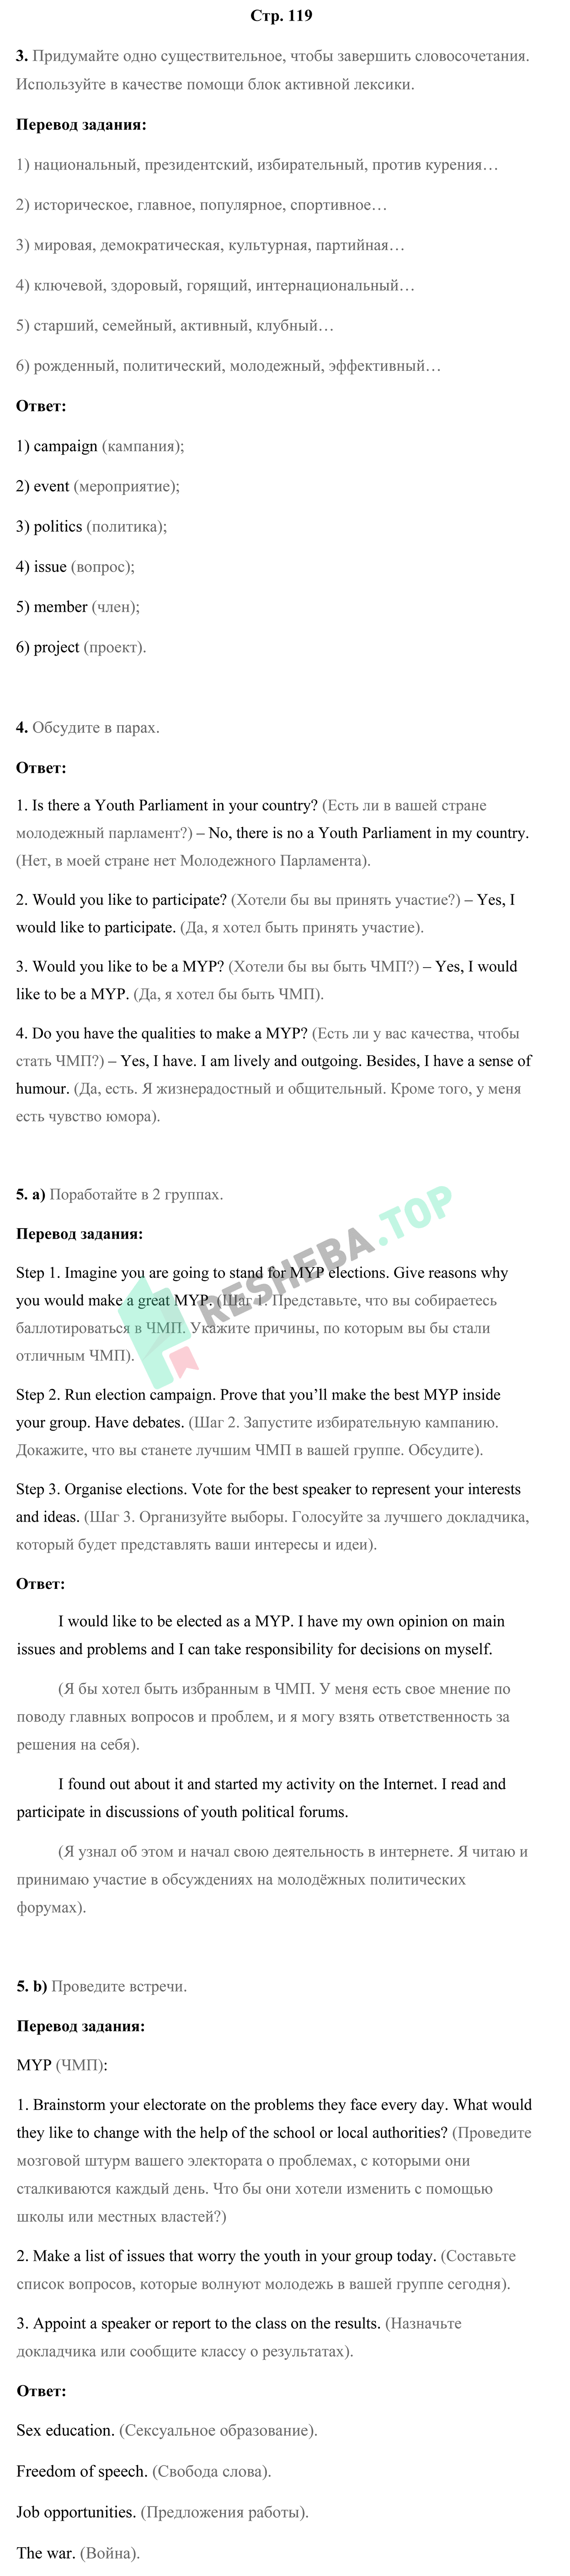 Стр. 119
3. Придумайте одно существительное, чтобы завершить словосочетания.
Используйте в качестве помощи блок активной лексики.
Перевод задания:
1) национальный, президентский, избирательный, против курения…
2) историческое, главное, популярное, спортивное…
3) мировая, демократическая, культурная, партийная…
4) ключевой, здоровый, горящий, интернациональный…
5) старший, семейный, активный, клубный…
6) рожденный, политический, молодежный, эффективный…
Ответ:
1) campaign (кампания);
2) event (мероприятие);
3) politics (политика);
4) issue (вопрос);
5) member (член);
6) project (проект).
4. Обсудите в парах.
Ответ:
1. Is there a Youth Parliament in your country? (Есть ли в вашей стране
молодежный парламент?) – No, there is no a Youth Parliament in my country.
(Нет, в моей стране нет Молодежного Парламента).
2. Would you like to participate? (Хотели бы вы принять участие?) – Yes, I
would like to participate. (Да, я хотел быть принять участие).
3. Would you like to be a MYP? (Хотели бы вы быть ЧМП?) – Yes, I would
like to be a MYP. (Да, я хотел бы быть ЧМП).
4. Do you have the qualities to make a MYP? (Есть ли у вас качества, чтобы
стать ЧМП?) – Yes, I have. I am lively and outgoing. Besides, I have a sense of
humour. (Да, есть. Я жизнерадостный и общительный. Кроме того, у меня
есть чувство юмора).
5. a) Поработайте в 2 группах.
Перевод задания:
Step 1. Imagine you are going to stand for MYP elections. Give reasons why
you would make a great MYP. (Шаг 1. Представьте, что вы собираетесь
баллотироваться в ЧМП. Укажите причины, по которым вы бы стали
отличным ЧМП).
RESHEBA.TOP
Step 2. Run election campaign. Prove that you’ll make the best MYP inside
your group. Have debates. (Шаг 2. Запустите избирательную кампанию.
Докажите, что вы станете лучшим ЧМП в вашей группе. Обсудите).
Step 3. Organise elections. Vote for the best speaker to represent your interests
and ideas. (Шаг 3. Организуйте выборы. Голосуйте за лучшего докладчика,
который будет представлять ваши интересы и идеи).
Ответ:
I would like to be elected as a MYP. I have my own opinion on main
issues and problems and I can take responsibility for decisions on myself.
(Я бы хотел быть избранным в ЧМП. У меня есть свое мнение по
поводу главных вопросов и проблем, и я могу взять ответственность за
решения на себя).
I found out about it and started my activity on the Internet. I read and
participate in discussions of youth political forums.
(Я узнал об этом и начал свою деятельность в интернете. Я читаю и
принимаю участие в обсуждениях на молодёжных политических
форумах).
5. b) Проведите встречи.
Перевод задания:
MYP (ЧМП):
1. Brainstorm your electorate on the problems they face every day. What would
they like to change with the help of the school or local authorities? (Проведите
мозговой штурм вашего электората о проблемах, с которыми они
сталкиваются каждый день. Что бы они хотели изменить с помощью
школы или местных властей?)
2. Make a list of issues that worry the youth in your group today. (Составьте
список вопросов, которые волнуют молодежь в вашей группе сегодня).
3. Appoint a speaker or report to the class on the results. (Назначьте
докладчика или сообщите классу о результатах).
Ответ:
Sex education. (Сексуальное образование).
Freedom of speech. (Свобода слова).
Job opportunities. (Предложения работы).
The war. (Война).